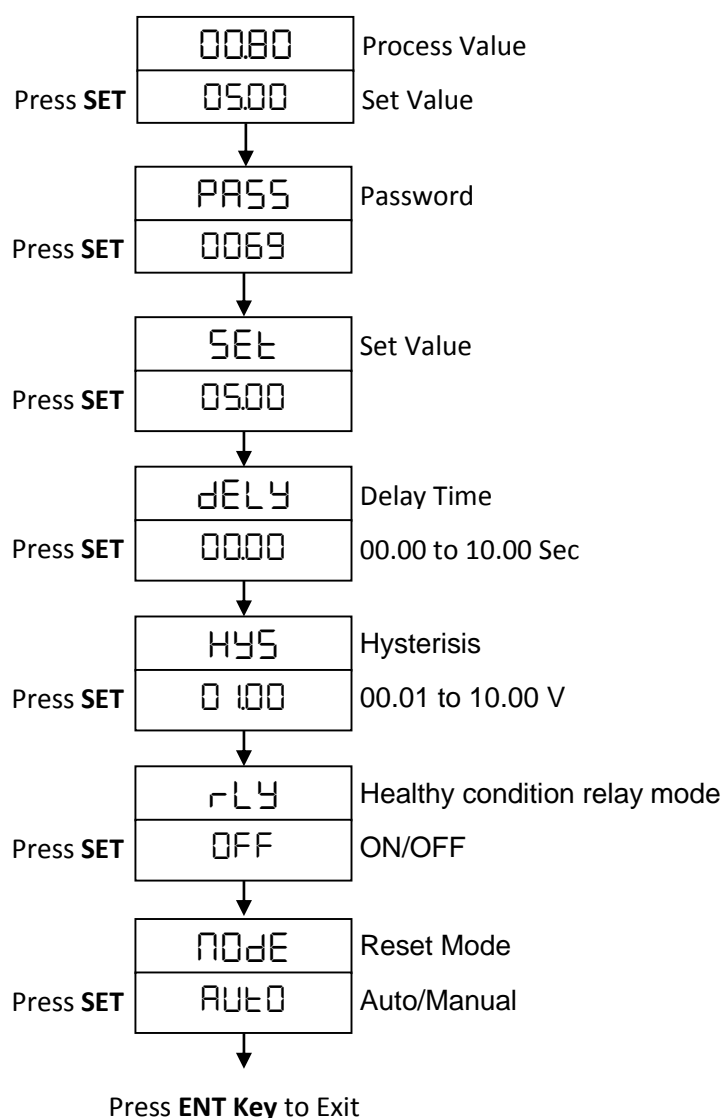 00.80 Process Value
Press SET 05.00 Set Value
PASS Password
Press SET 0069
SEt Set Value
Press SET 05.00
dELY Delay Time
Press SET 00.00 00.00 to 10.00 Sec
HYS Hysterisis
Press SET 01.00 00.01 to 10.00 V
rLY Healthy condition relay mode
Press SET OFF ON/OFF
MOdE Reset Mode
Press SET AUtO Auto/Manual
Press ENT Key to Exit